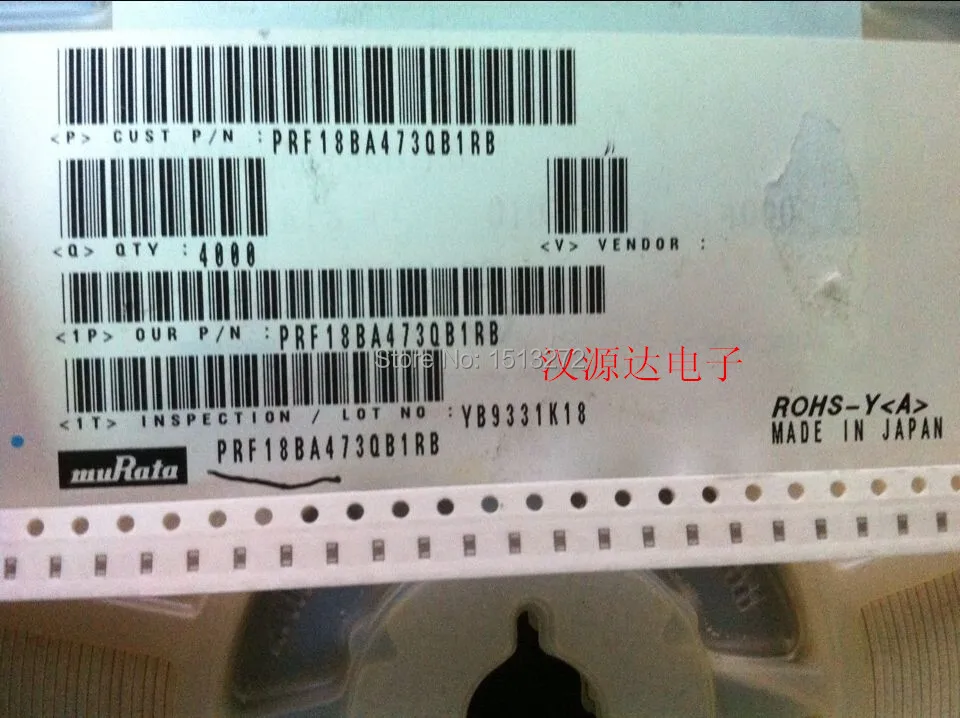 <P> CUST P/N : PRF18BA473QB1RB
<Q> QTY : 4000
<V> VENDOR :
<1P> OUR P/N : PRF18BA473QB1RB
Store No: 1513272
汉源达电子
<1T> INSPECTION / LOT NO : YB9331K18
ROHS-Y<A>
MADE IN JAPAN
PRF18BA473QB1RB
muRata